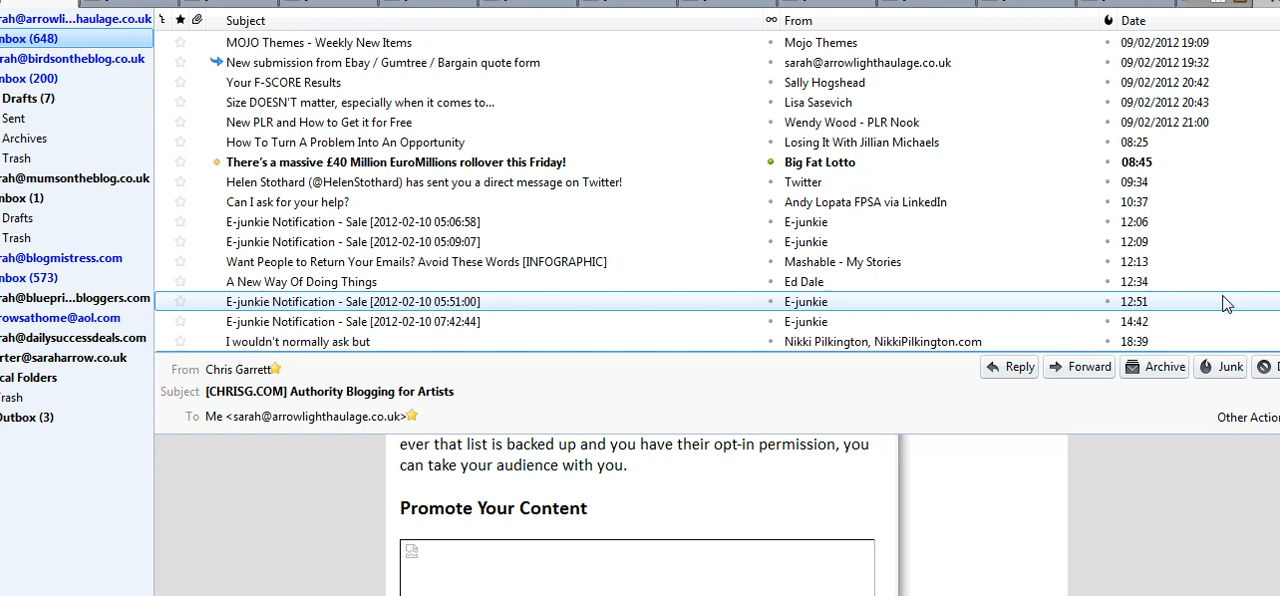 Subject From Date
rah@arrowli...haulage.co.uk
nbox (648)
rah@birdsontheblog.co.uk
nbox (200)
Drafts (7)
Sent
Archives
Trash
rah@mumsontheblog.co.uk
nbox (1)
Drafts
Trash
rah@blogmistress.com
nbox (573)
rah@bluepri...bloggers.com
rowsathome@aol.com
rah@dailysuccessdeals.com
rter@saraharrow.co.uk
cal Folders
rash
Outbox (3)
MOJO Themes - Weekly New Items Mojo Themes 09/02/2012 19:09
New submission from Ebay / Gumtree / Bargain quote form sarah@arrowlighthaulage.co.uk 09/02/2012 19:32
Your F-SCORE Results Sally Hogshead 09/02/2012 20:42
Size DOESN'T matter, especially when it comes to... Lisa Sasevich 09/02/2012 20:43
New PLR and How to Get it for Free Wendy Wood - PLR Nook 09/02/2012 21:00
How To Turn A Problem Into An Opportunity Losing It With Jillian Michaels 08:25
There's a massive £40 Million EuroMillions rollover this Friday! Big Fat Lotto 08:45
Helen Stothard (@HelenStothard) has sent you a direct message on Twitter! Twitter 09:34
Can I ask for your help? Andy Lopata FPSA via LinkedIn 10:37
E-junkie Notification - Sale [2012-02-10 05:06:58] E-junkie 12:06
E-junkie Notification - Sale [2012-02-10 05:09:07] E-junkie 12:09
Want People to Return Your Emails? Avoid These Words [INFOGRAPHIC] Mashable - My Stories 12:13
A New Way Of Doing Things Ed Dale 12:34
E-junkie Notification - Sale [2012-02-10 05:51:00] E-junkie 12:51
E-junkie Notification - Sale [2012-02-10 07:42:44] E-junkie 14:42
I wouldn't normally ask but Nikki Pilkington, NikkiPilkington.com 18:39
From Chris Garrett Reply Forward Archive Junk D
Subject [CHRISG.COM] Authority Blogging for Artists
To Me <sarah@arrowlighthaulage.co.uk> Other Actio
ever that list is backed up and you have their opt-in permission, you
can take your audience with you.
Promote Your Content